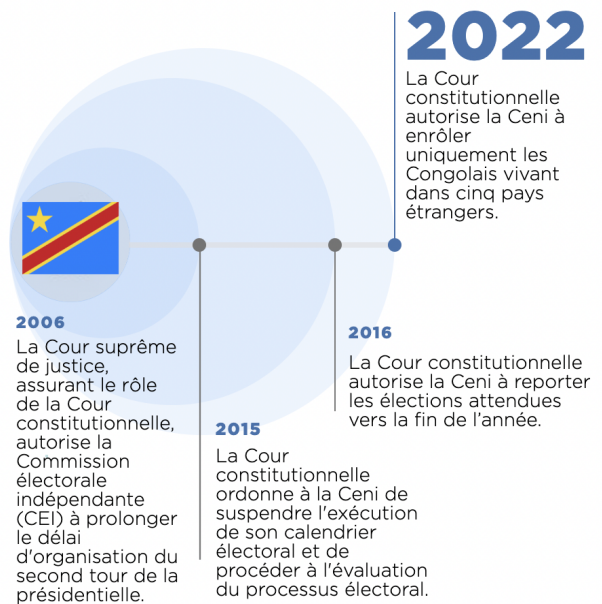 2006
La Cour suprême
de justice,
assurant le rôle
de la Cour
constitutionnelle,
autorise la
Commission
électorale
indépendante
(CEI) à prolonger
le délai
d'organisation du
second tour de la
présidentielle.
2015
La Cour
constitutionnelle
ordonne à la Ceni de
suspendre l'exécution
de son calendrier
électoral et de
procéder à l'évaluation
du processus électoral.
2016
La Cour constitutionnelle
autorise la Ceni à reporter
les élections attendues
vers la fin de l’année.
2022
La Cour
constitutionnelle
autorise la Ceni à
enrôler
uniquement les
Congolais vivant
dans cinq pays
étrangers.